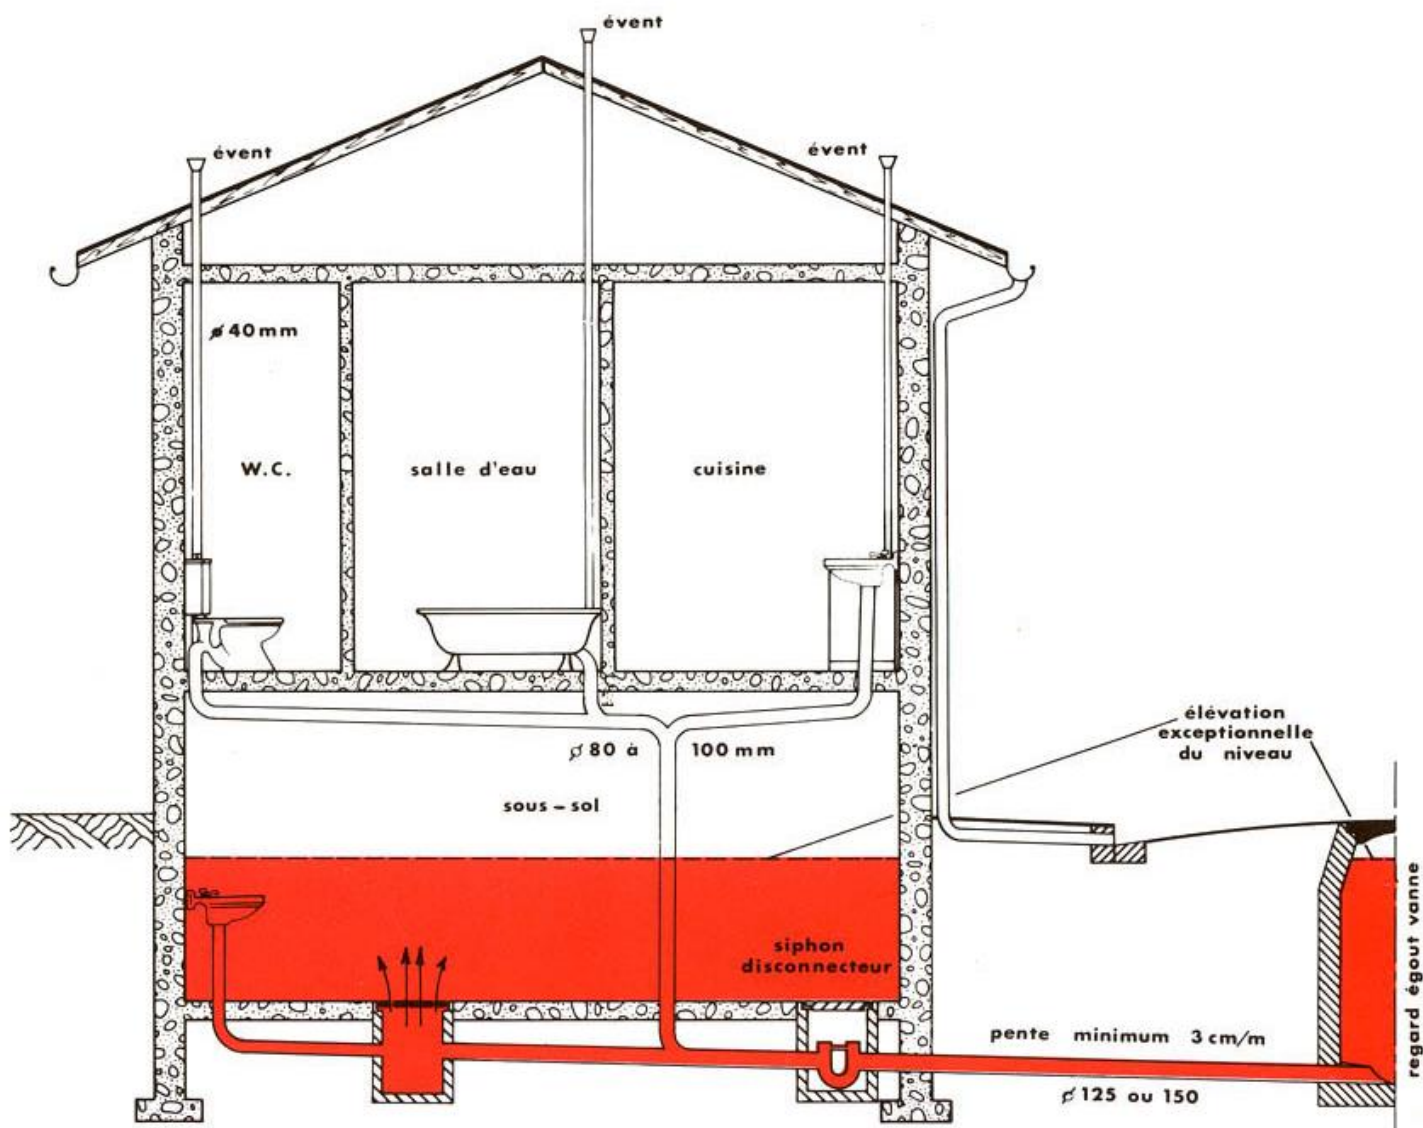 évent
évent
évent
ø 40 mm
W.C.
salle d'eau
cuisine
élévation
exceptionnelle
du niveau
ø 80 à 100 mm
sous-sol
siphon
disconnecteur
pente minimum 3 cm/m
ø 125 ou 150
regard égout vanne